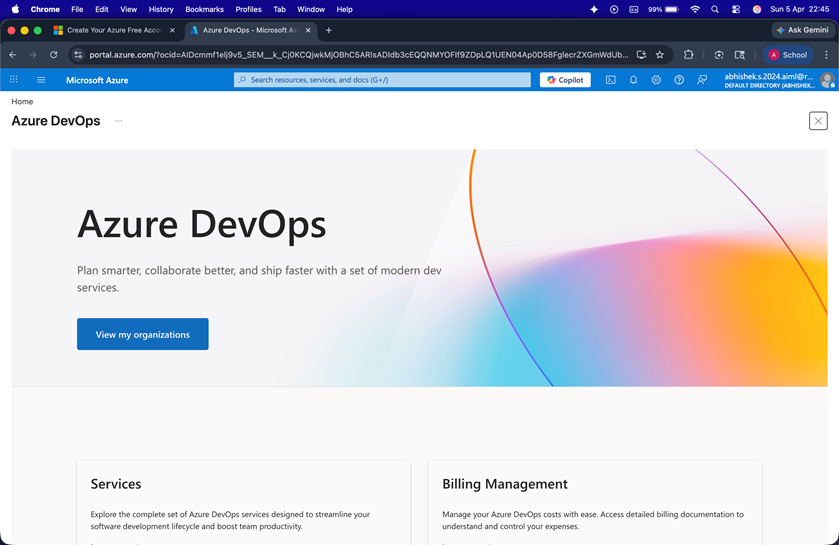 Chrome File Edit View History Bookmarks Profiles Tab Window Help 99% Sun 5 Apr 22:45
Create Your Azure Free Acco
Azure DevOps - Microsoft Az
Ask Gemini
School
Microsoft Azure
Search resources, services, and docs (G+/)
Copilot
abhishek.s.2024.aiml@r...
DEFAULT DIRECTORY (ABHISHEK...
Home
Azure DevOps ...
Azure DevOps
Plan smarter, collaborate better, and ship faster with a set of modern dev
services.
View my organizations
Services
Explore the complete set of Azure DevOps services designed to streamline your
software development lifecycle and boost team productivity.
Billing Management
Manage your Azure DevOps costs with ease. Access detailed billing documentation to
understand and control your expenses.